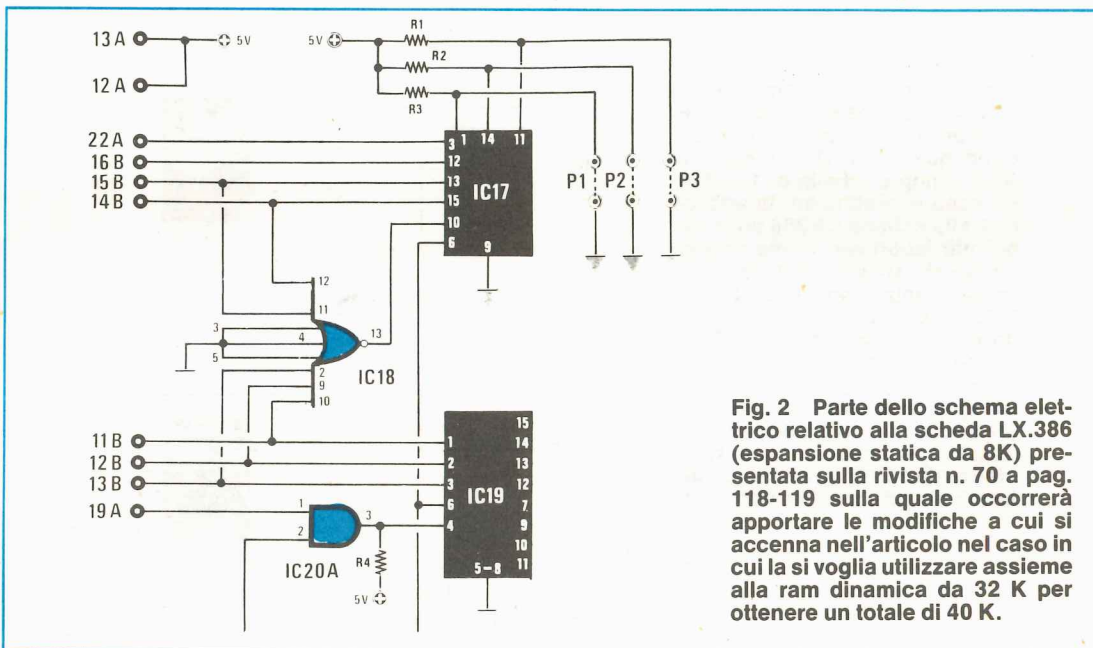 13 A
5V
5V
R1
R2
R3
12 A
22 A
16 B
15 B
14 B
3
1
14
11
12
13
15
10
6
IC17
9
P1
P2
P3
12
11
3
4
5
13
2
9
10
IC18
11 B
12 B
13 B
19 A
1
2
3
6
4
IC19
5-8
15
14
13
12
7
9
10
11
1
2
3
IC20A
R4
5V
Fig. 2 Parte dello schema elet-
trico relativo alla scheda LX.386
(espansione statica da 8K) pre-
sentata sulla rivista n. 70 a pag.
118-119 sulla quale occorrerà
apportare le modifiche a cui si
accenna nell'articolo nel caso in
cui la si voglia utilizzare assieme
alla ram dinamica da 32 K per
ottenere un totale di 40 K.